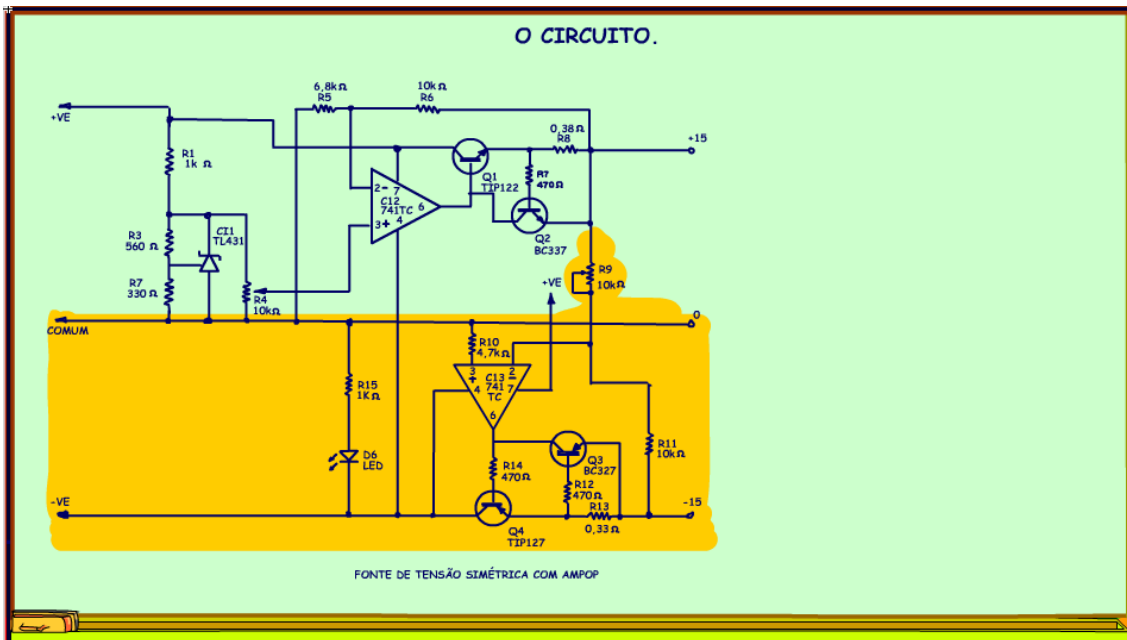 O CIRCUITO.
6,8kΩ
R5
10kΩ
R6
+VE
0,38Ω
R8
+15
R1
1k Ω
R7
470Ω
Q1
TIP122
2 - 7
C12
741TC
6
3 + 4
Q2
BC337
R3
560 Ω
CI1
TL431
R7
330Ω
R4
10kΩ
+VE
R9
10kΩ
COMUM
0
R10
4,7kΩ
3 2
+ C13 -
4 741 7
TC
6
R15
1KΩ
D6
LED
R14
470Ω
Q3
BC327
R11
10kΩ
R12
470Ω
R13
-VE
-15
0,33Ω
Q4
TIP127
FONTE DE TENSÃO SIMÉTRICA COM AMPOP